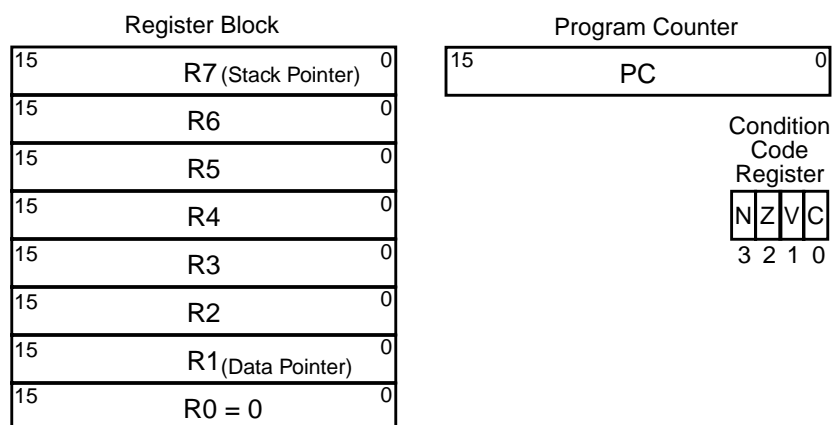 Register Block
15 R7 (Stack Pointer) 0
15 R6 0
15 R5 0
15 R4 0
15 R3 0
15 R2 0
15 R1 (Data Pointer) 0
15 R0 = 0 0
Program Counter
15 PC 0
Condition
Code
Register
N Z V C
3 2 1 0